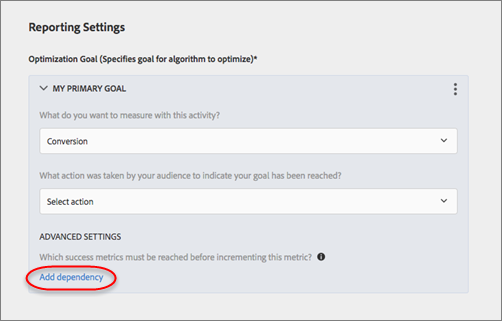 Reporting Settings
Optimization Goal (Specifies goal for algorithm to optimize)*
MY PRIMARY GOAL
What do you want to measure with this activity?
Conversion
What action was taken by your audience to indicate your goal has been reached?
Select action
ADVANCED SETTINGS
Which success metrics must be reached before incrementing this metric?
Add dependency